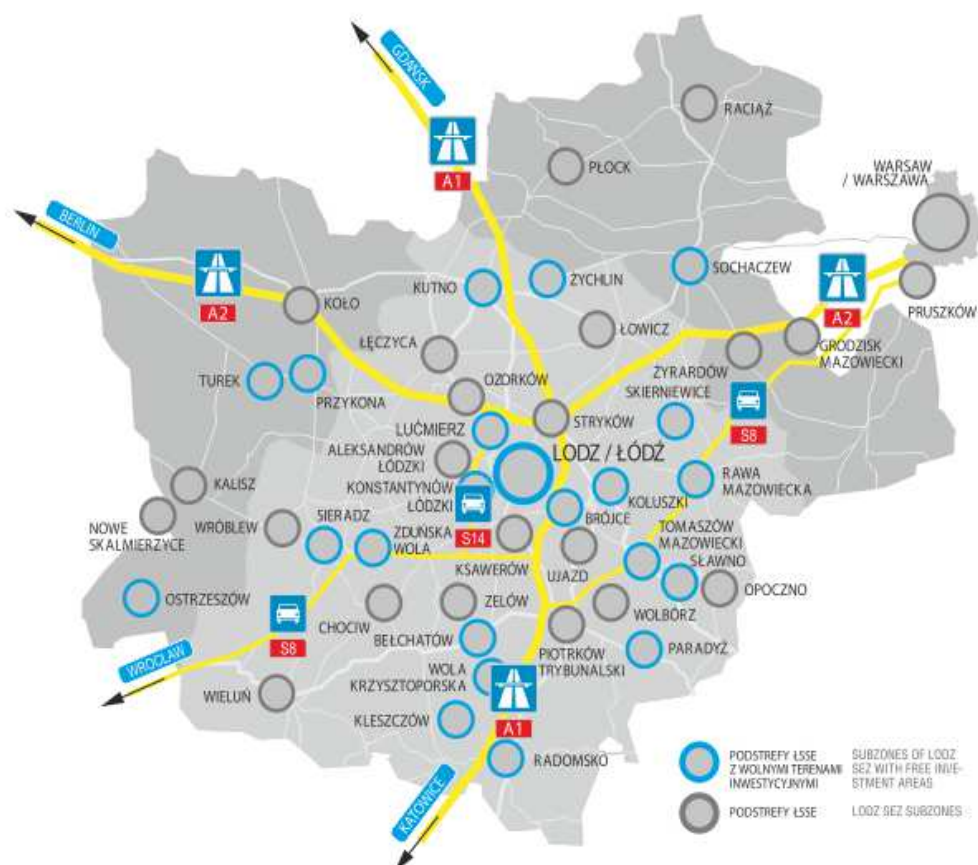 GDAŃSK
A1
RACIĄŻ
PŁOCK
WARSAW
/ WARSZAWA
BERLIN
A2
KOŁO
KUTNO
ŻYCHLIN
SOCHACZEW
A2
PRUSZKÓW
ŁOWICZ
ŁĘCZYCA
GRODZISK
MAZOWIECKI
ŻYRARDÓW
TUREK
PRZYKONA
OZORKÓW
SKIERNIEWICE
STRYKÓW
S8
LUĆMIERZ
ALEKSANDRÓW
ŁÓDZKI
LODZ / ŁÓDŹ
KONSTANTYNÓW
ŁÓDZKI
KOLUSZKI
RAWA
MAZOWIECKA
KALISZ
NOWE
SKALMIERZYCE
WRÓBLEW
SIERADZ
ZDUŃSKA
WOLA
S14
BRÓJCE
KSAWERÓW
UJAZD
TOMASZÓW
MAZOWIECKI
SŁAWNO
OPOCZNO
OSTRZESZÓW
S8
CHOCIW
ZELÓW
WOLBÓRZ
BEŁCHATÓW
PIOTRKÓW
TRYBUNALSKI
PARADYŻ
WROCŁAW
WIELUŃ
WOLA
KRZYSZTOPORSKA
KLESZCZÓW
A1
RADOMSKO
KATOWICE
PODSTREFY ŁSSE
Z WOLNYMI TERENAMI
INWESTYCYJNYMI
SUBZONES OF LODZ
SEZ WITH FREE INVE-
STMENT AREAS
PODSTREFY ŁSSE
LODZ SEZ SUBZONES